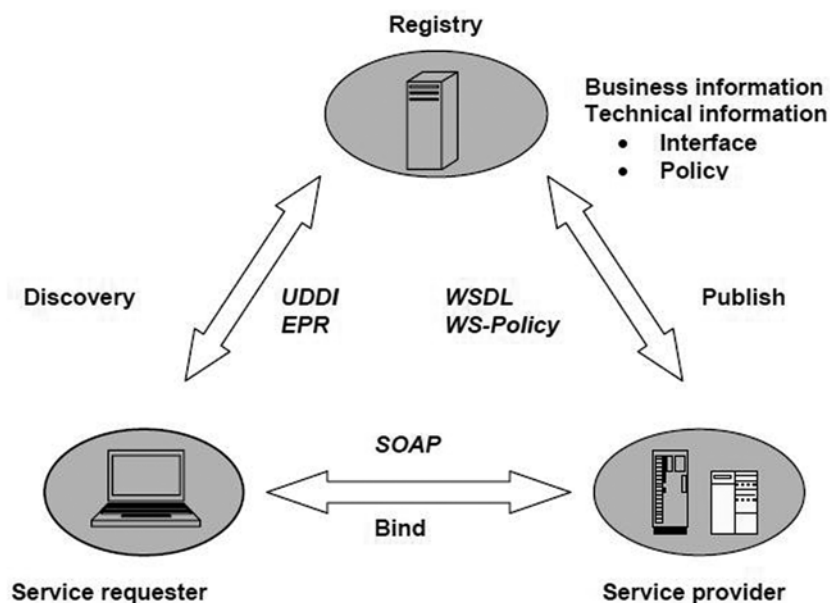 Registry
Business information
Technical information
• Interface
• Policy
Discovery
UDDI
EPR
WSDL
WS-Policy
Publish
SOAP
Bind
Service requester
Service provider